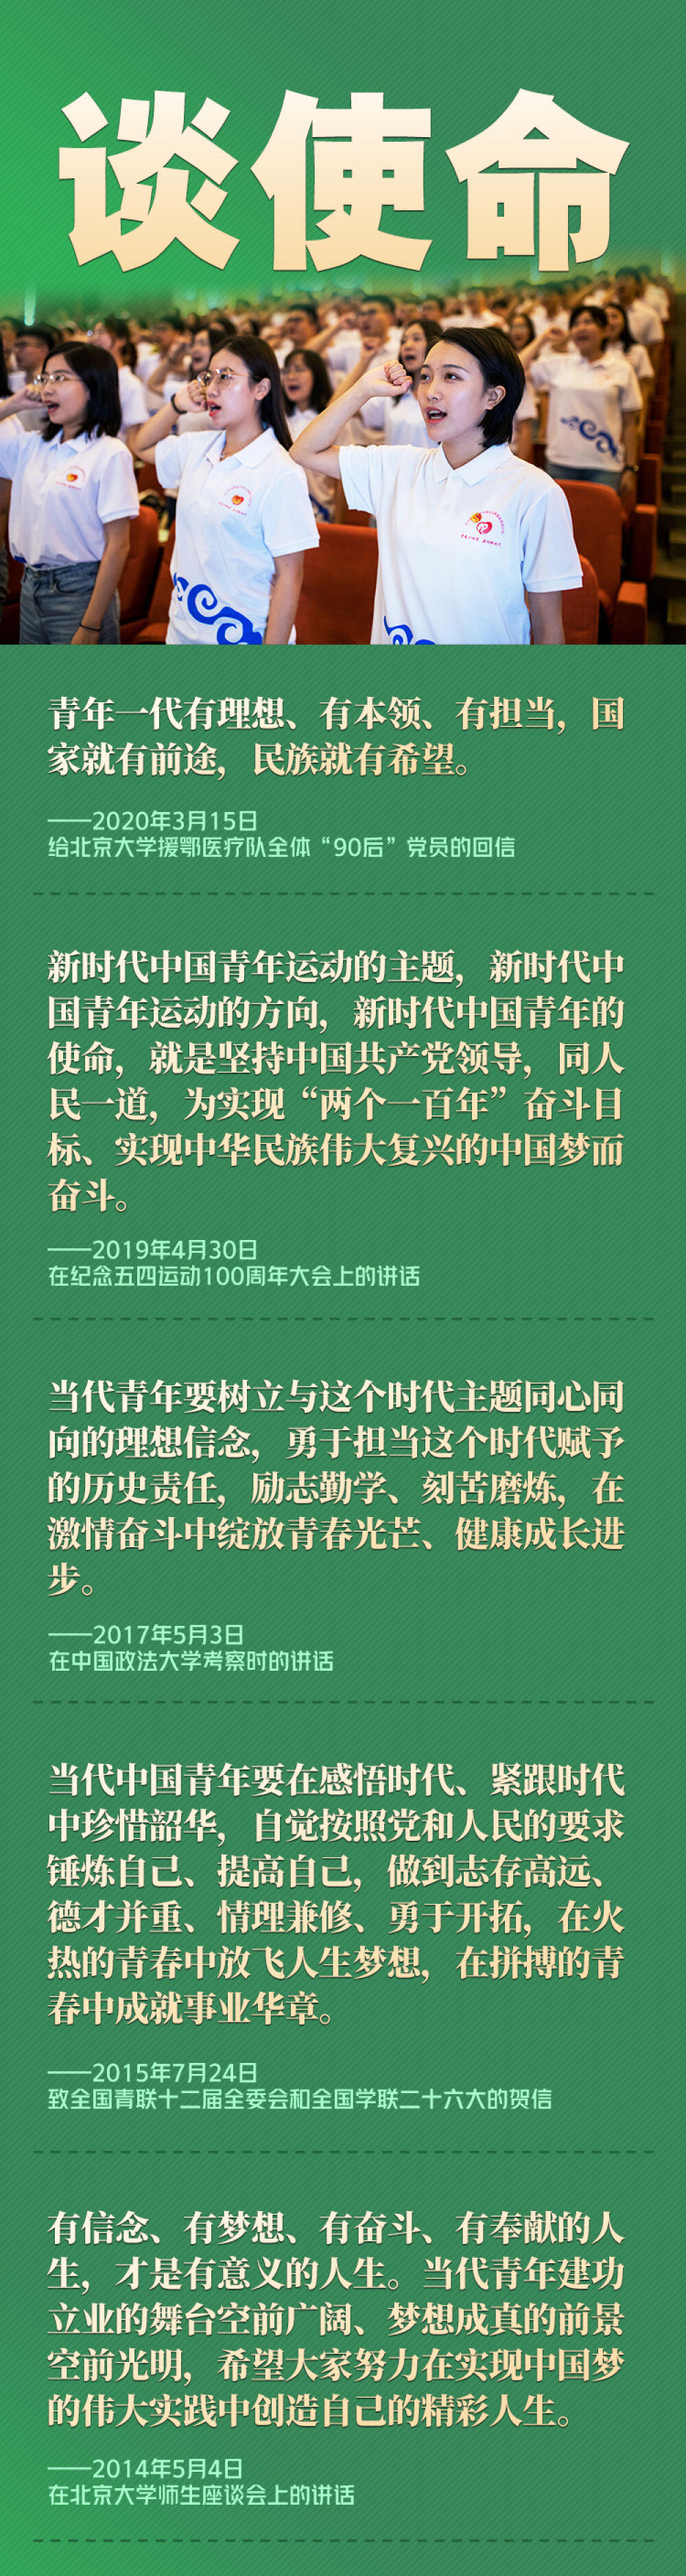 谈使命
青年一代有理想、有本领、有担当，国
家就有前途，民族就有希望。
——2020年3月15日
给北京大学援鄂医疗队全体“90后”党员的回信
新时代中国青年运动的主题，新时代中
国青年运动的方向，新时代中国青年的
使命，就是坚持中国共产党领导，同人
民一道，为实现“两个一百年”奋斗目
标、实现中华民族伟大复兴的中国梦而
奋斗。
——2019年4月30日
在纪念五四运动100周年大会上的讲话
当代青年要树立与这个时代主题同心同
向的理想信念，勇于担当这个时代赋予
的历史责任，励志勤学、刻苦磨炼，在
激情奋斗中绽放青春光芒、健康成长进
步。
——2017年5月3日
在中国政法大学考察时的讲话
当代中国青年要在感悟时代、紧跟时代
中珍惜韶华，自觉按照党和人民的要求
锤炼自己、提高自己，做到志存高远、
德才并重、情理兼修、勇于开拓，在火
热的青春中放飞人生梦想，在拼搏的青
春中成就事业华章。
——2015年7月24日
致全国青联十二届全委会和全国学联二十六大的贺信
有信念、有梦想、有奋斗、有奉献的人
生，才是有意义的人生。当代青年建功
立业的舞台空前广阔、梦想成真的前景
空前光明，希望大家努力在实现中国梦
的伟大实践中创造自己的精彩人生。
——2014年5月4日
在北京大学师生座谈会上的讲话